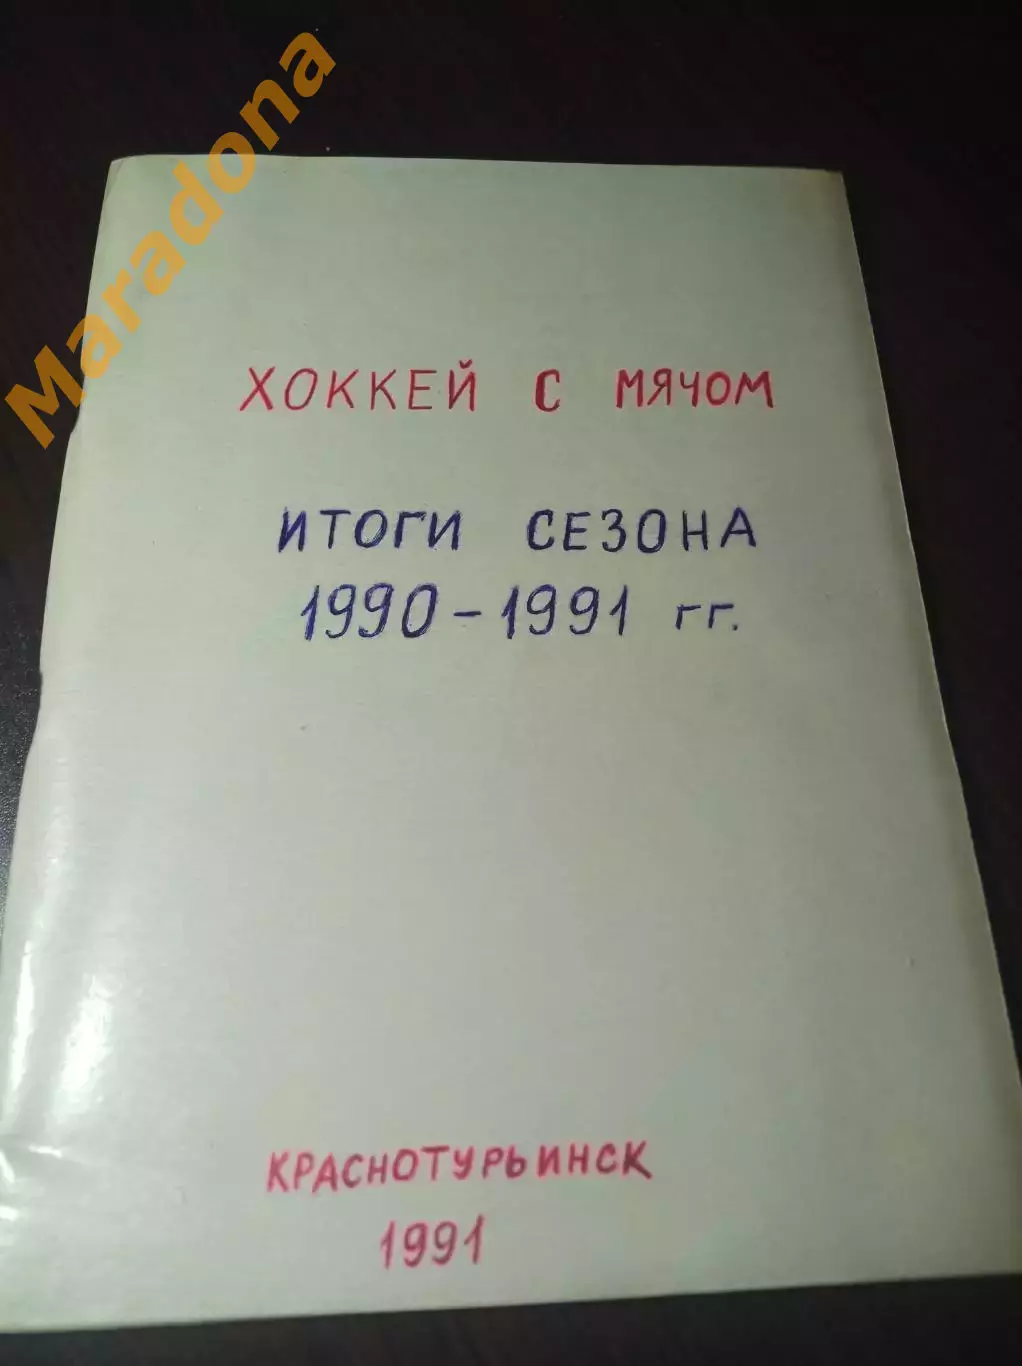 Maradona
ХОККЕЙ С МЯЧОМ
ИТОГИ СЕЗОНА
1990-1991 гг.
КРАСНОТУРЬИНСК
1991